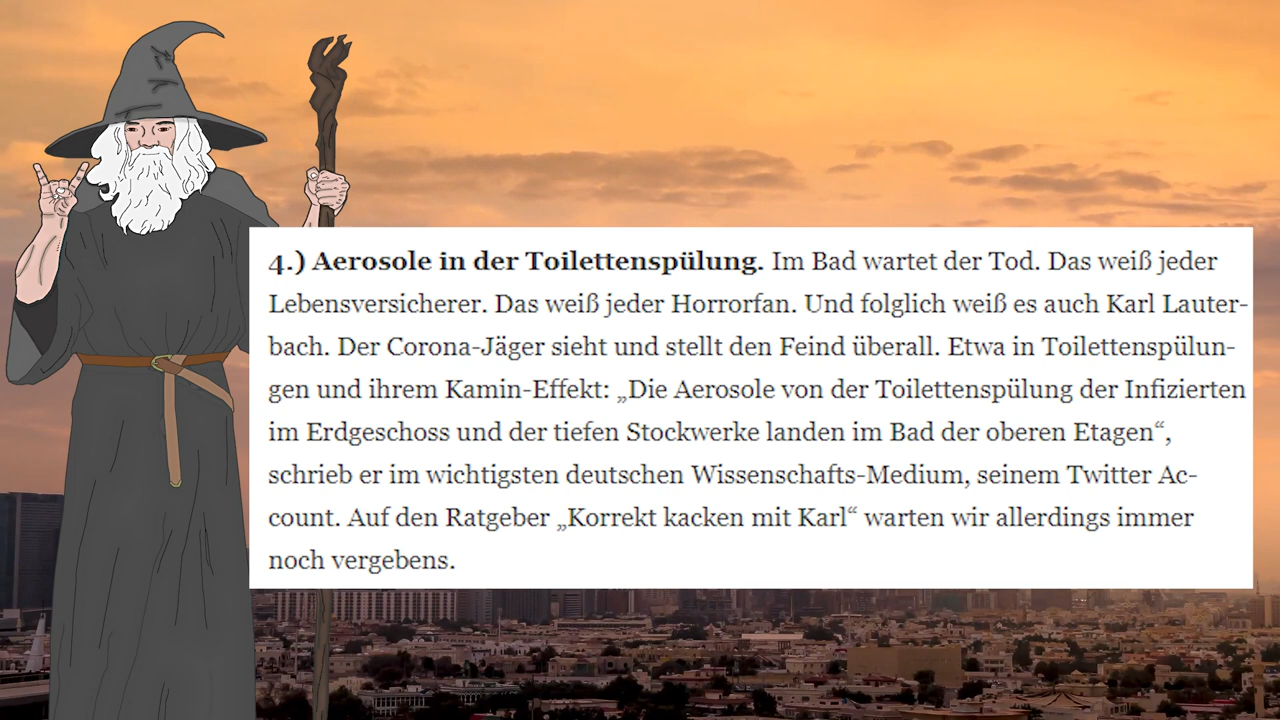 4.) Aerosole in der Toilettenspülung. Im Bad wartet der Tod. Das weiß jeder
Lebensversicherer. Das weiß jeder Horrorfan. Und folglich weiß es auch Karl Lauter-
bach. Der Corona-Jäger sieht und stellt den Feind überall. Etwa in Toilettenspülun-
gen und ihrem Kamin-Effekt: „Die Aerosole von der Toilettenspülung der Infizierten
im Erdgeschoss und der tiefen Stockwerke landen im Bad der oberen Etagen“,
schrieb er im wichtigsten deutschen Wissenschafts-Medium, seinem Twitter Ac-
count. Auf den Ratgeber „Korrekt kacken mit Karl“ warten wir allerdings immer
noch vergebens.